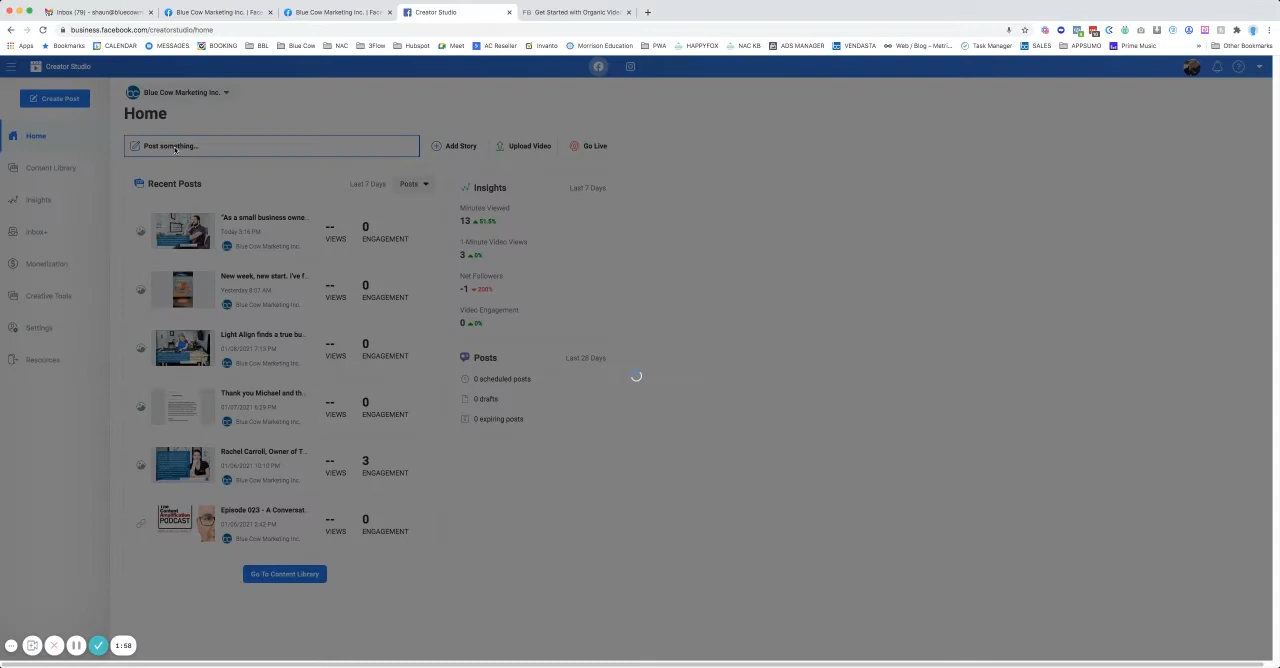 Inbox (79) - shaun@bluecowm
Blue Cow Marketing Inc. | Face
Blue Cow Marketing Inc. | Face
Creator Studio
Get Started with Organic Vide
business.facebook.com/creatorstudio/home
Apps
Bookmarks
CALENDAR
MESSAGES
BOOKING
BBL
Blue Cow
NAC
3Flow
Hubspot
Meet
AC Reseller
Invanto
Morrison Education
PWA
HAPPYFOX
NAC KB
ADS MANAGER
VENDASTA
Web / Blog – Metri...
Task Manager
SALES
APPSUMO
Prime Music
»
Other Bookmarks
Creator Studio
Create Post
Home
Content Library
Insights
Inbox+
Monetization
Creative Tools
Settings
Resources
Blue Cow Marketing Inc.
Home
Post something...
Add Story
Upload Video
Go Live
Recent Posts
Last 7 Days
Posts
"As a small business owne..
Today 3:16 PM
Blue Cow Marketing Inc.
--
VIEWS
0
ENGAGEMENT
New week, new start. I've f..
Yesterday 8:07 AM
Blue Cow Marketing Inc.
--
VIEWS
0
ENGAGEMENT
Light Align finds a true bu..
01/08/2021 7:13 PM
Blue Cow Marketing Inc.
--
VIEWS
0
ENGAGEMENT
Thank you Michael and th..
01/07/2021 6:29 PM
Blue Cow Marketing Inc.
--
VIEWS
0
ENGAGEMENT
Rachel Carroll, Owner of T...
01/06/2021 10:10 PM
Blue Cow Marketing Inc.
--
VIEWS
3
ENGAGEMENT
PODCAST
Episode 023 - A Conversat..
01/06/2021 2:42 PM
Blue Cow Marketing Inc.
--
VIEWS
0
ENGAGEMENT
Go To Content Library
Insights
Last 7 Days
Minutes Viewed
13 51.8%
1-Minute Video Views
3 0%
Net Followers
-1 200%
Video Engagement
0 0%
Posts
Last 28 Days
0 scheduled posts
0 drafts
0 expiring posts
1:58